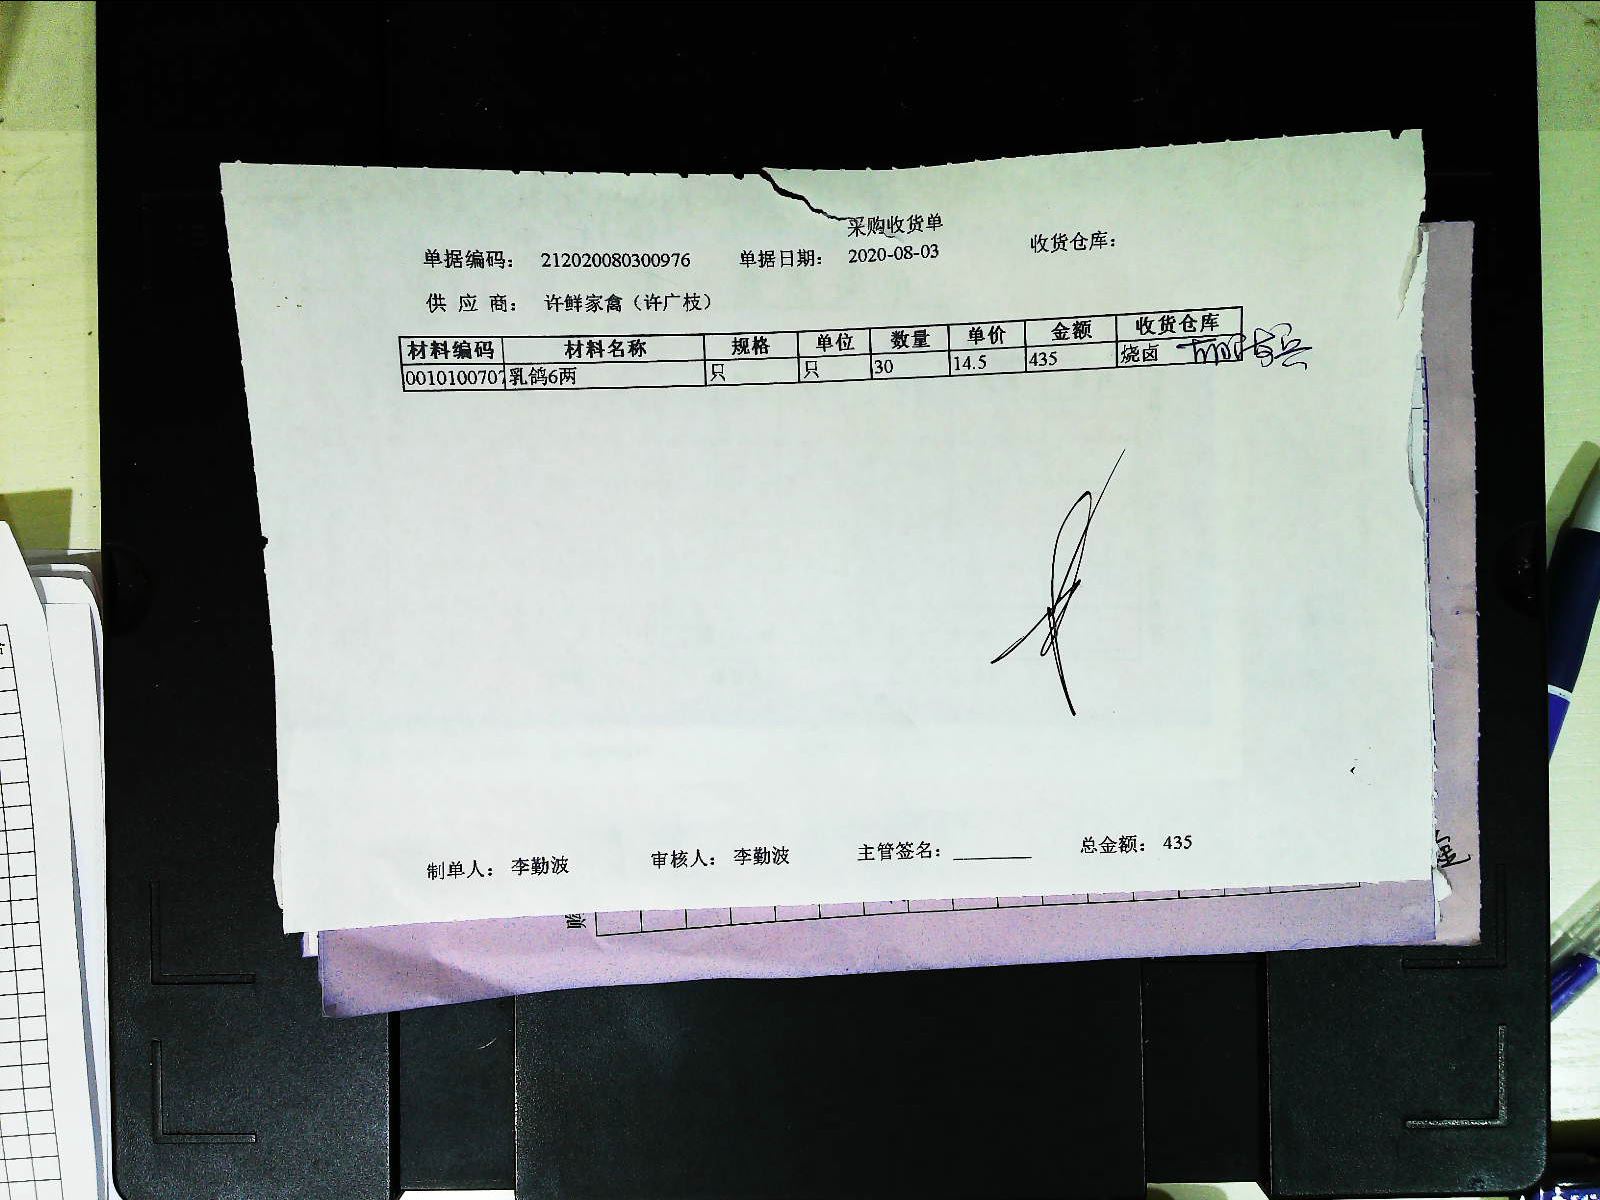 采购收货单
单据编码： 212020080300976 单据日期： 2020-08-03 收货仓库：
供 应 商： 许鲜家禽（许广枝）
材料编码 材料名称 规格 单位 数量 单价 金额 收货仓库
0010100707 乳鸽6两 只 只 30 14.5 435 烧卤
制单人： 李勤波 审核人： 李勤波 主管签名：________ 总金额： 435